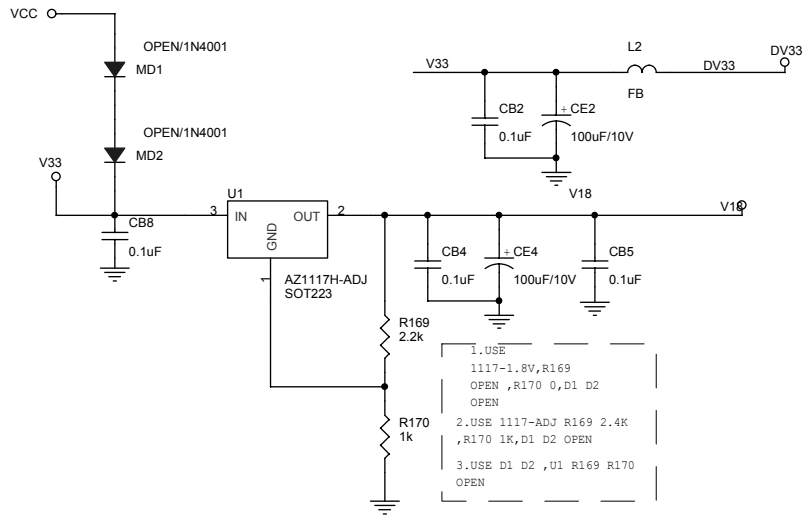 VCC
OPEN/1N4001
MD1
OPEN/1N4001
MD2
V33
CB8
0.1uF
U1
3
IN
OUT
2
GND
1
AZ1117H-ADJ
SOT223
V33
CB2
0.1uF
+
CE2
100uF/10V
L2
FB
DV33
DV33
V18
V18
CB4
0.1uF
+
CE4
100uF/10V
CB5
0.1uF
R169
2.2k
R170
1k
1.USE
1117-1.8V,R169
OPEN ,R170 0,D1 D2
OPEN
2.USE 1117-ADJ R169 2.4K
,R170 1K,D1 D2 OPEN
3.USE D1 D2 ,U1 R169 R170
OPEN